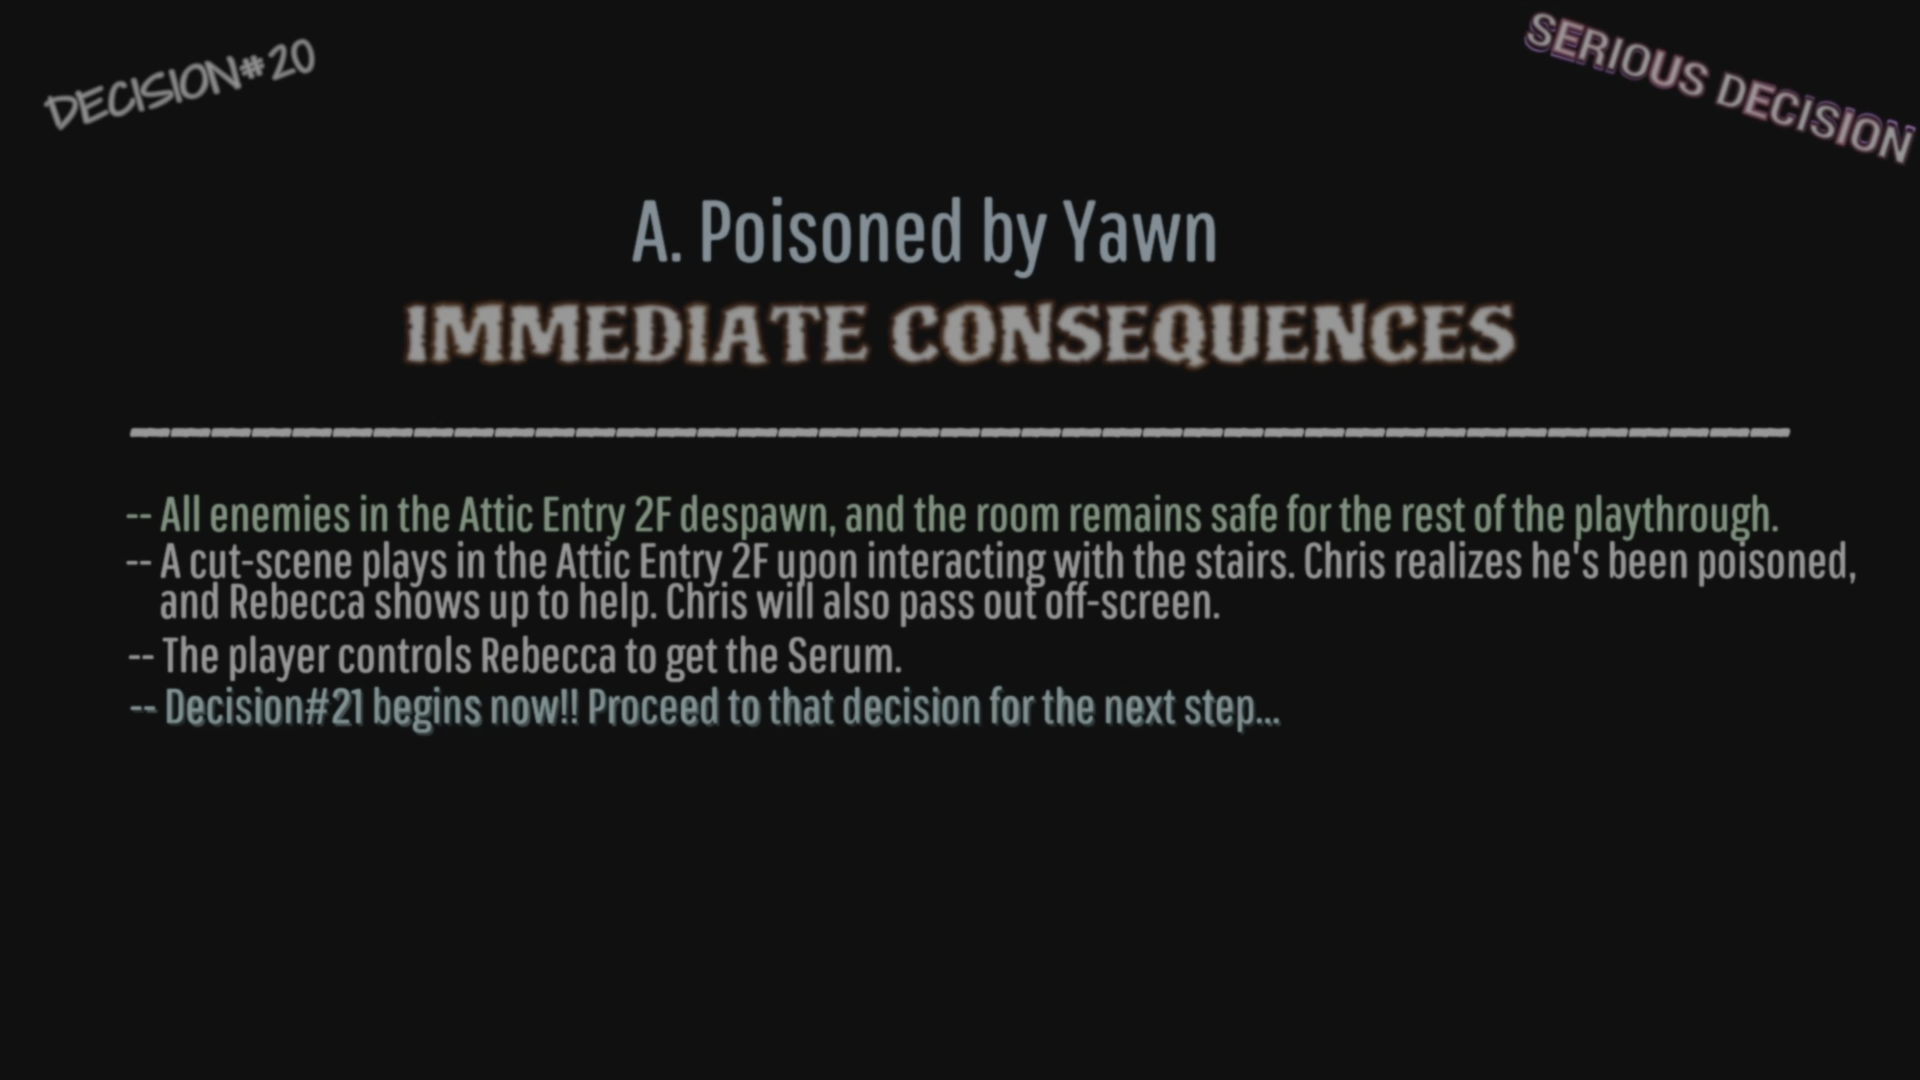 DECISION#20
SERIOUS DECISION
A. Poisoned by Yawn
IMMEDIATE CONSEQUENCES
-- All enemies in the Attic Entry 2F despawn, and the room remains safe for the rest of the playthrough.
-- A cut-scene plays in the Attic Entry 2F upon interacting with the stairs. Chris realizes he's been poisoned,
and Rebecca shows up to help. Chris will also pass out off-screen.
-- The player controls Rebecca to get the Serum.
-- Decision#21 begins now!! Proceed to that decision for the next step...